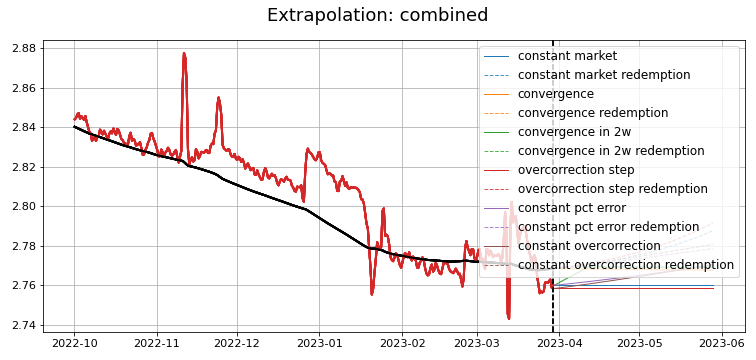 Extrapolation: combined
2.88
2.86
2.84
2.82
2.80
2.78
2.76
2.74
constant market
constant market redemption
convergence
convergence redemption
convergence in 2w
convergence in 2w redemption
overcorrection step
overcorrection step redemption
constant pct error
constant pct error redemption
constant overcorrection
constant overcorrection redemption
2022-10
2022-11
2022-12
2023-01
2023-02
2023-03
2023-04
2023-05
2023-06